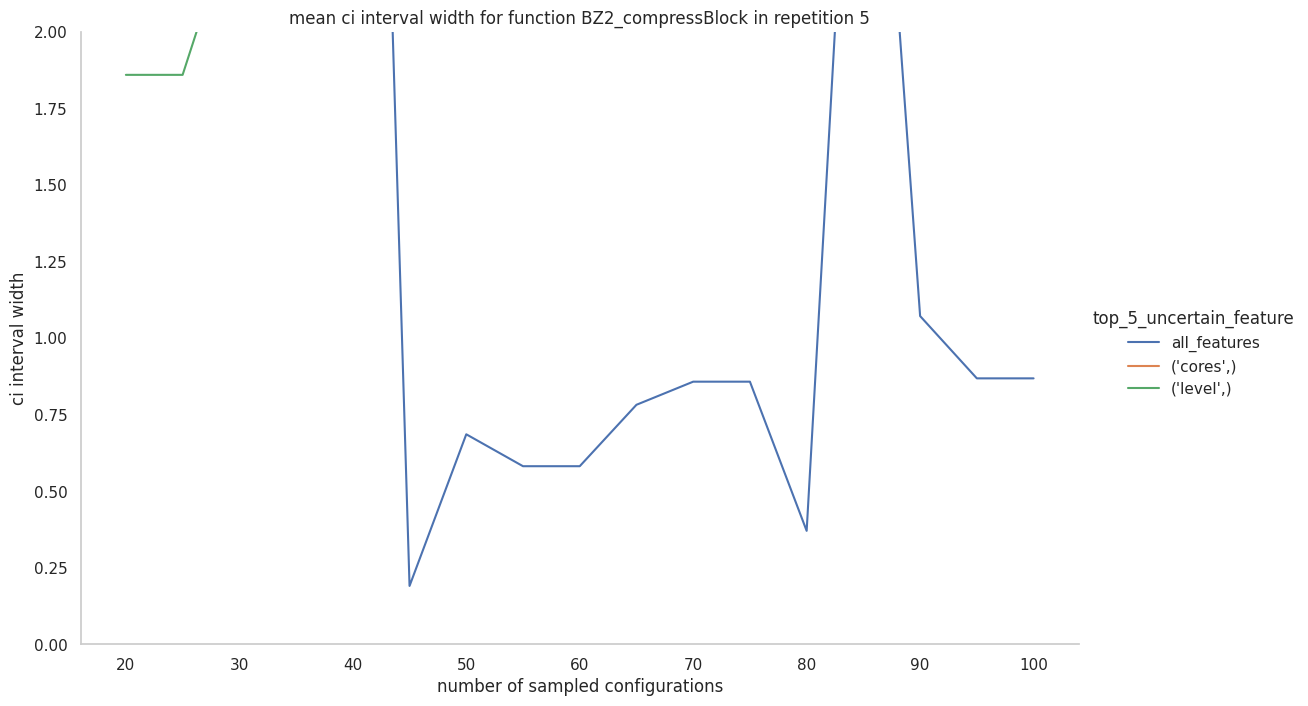 mean ci interval width for function BZ2_compressBlock in repetition 5
2.00
1.75
1.50
1.25
1.00
0.75
0.50
0.25
0.00
ci interval width
20 30 40 50 60 70 80 90 100
number of sampled configurations
top_5_uncertain_feature
all_features
('cores',)
('level',)